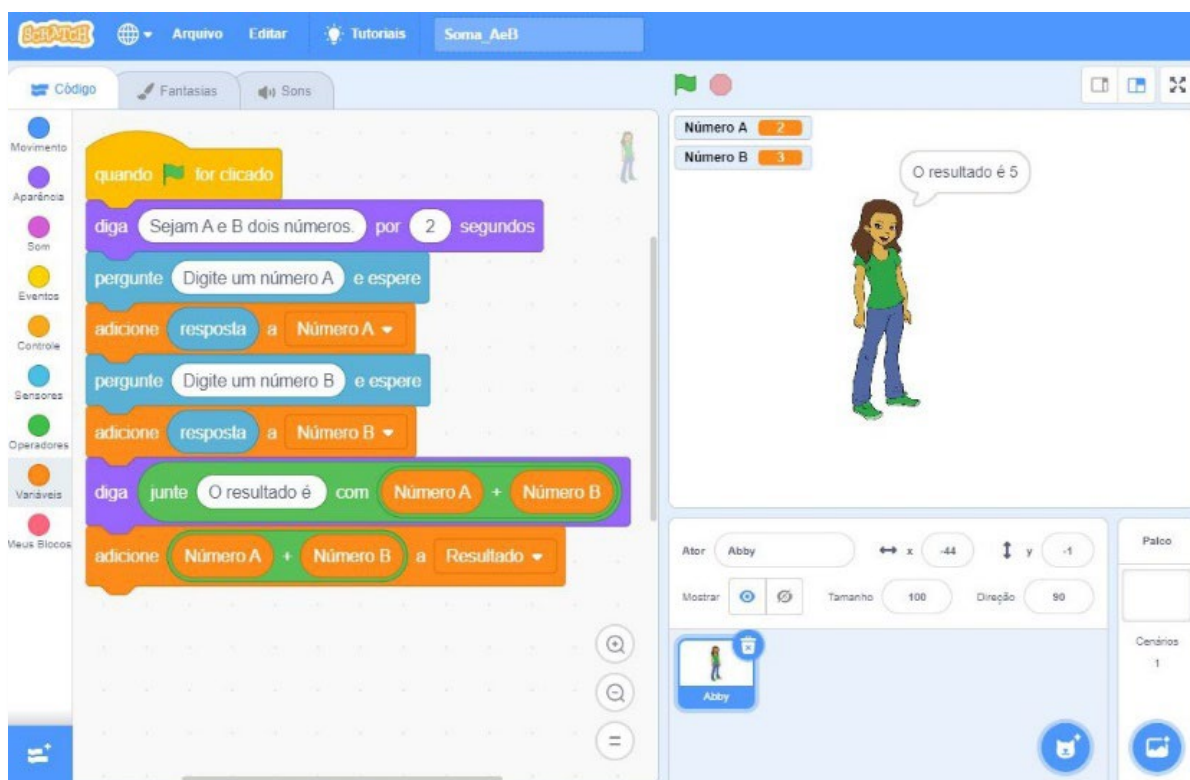 SCRATCH Arquivo Editar Tutoriais Soma_AeB
Código Fantasias Sons
Movimento
Aparência
Som
Eventos
Controle
Sensores
Operadores
Variáveis
Meus Blocos
quando for clicado
diga Sejam A e B dois números. por 2 segundos
pergunte Digite um número A e espere
adicione resposta a Número A
pergunte Digite um número B e espere
adicione resposta a Número B
diga junte O resultado é com Número A + Número B
adicione Número A + Número B a Resultado
Número A 2
Número B 3
O resultado é 5
Ator Abby x -44 y -1
Mostrar Tamanho 100 Direção 90
Abby
Palco
Cenários
1